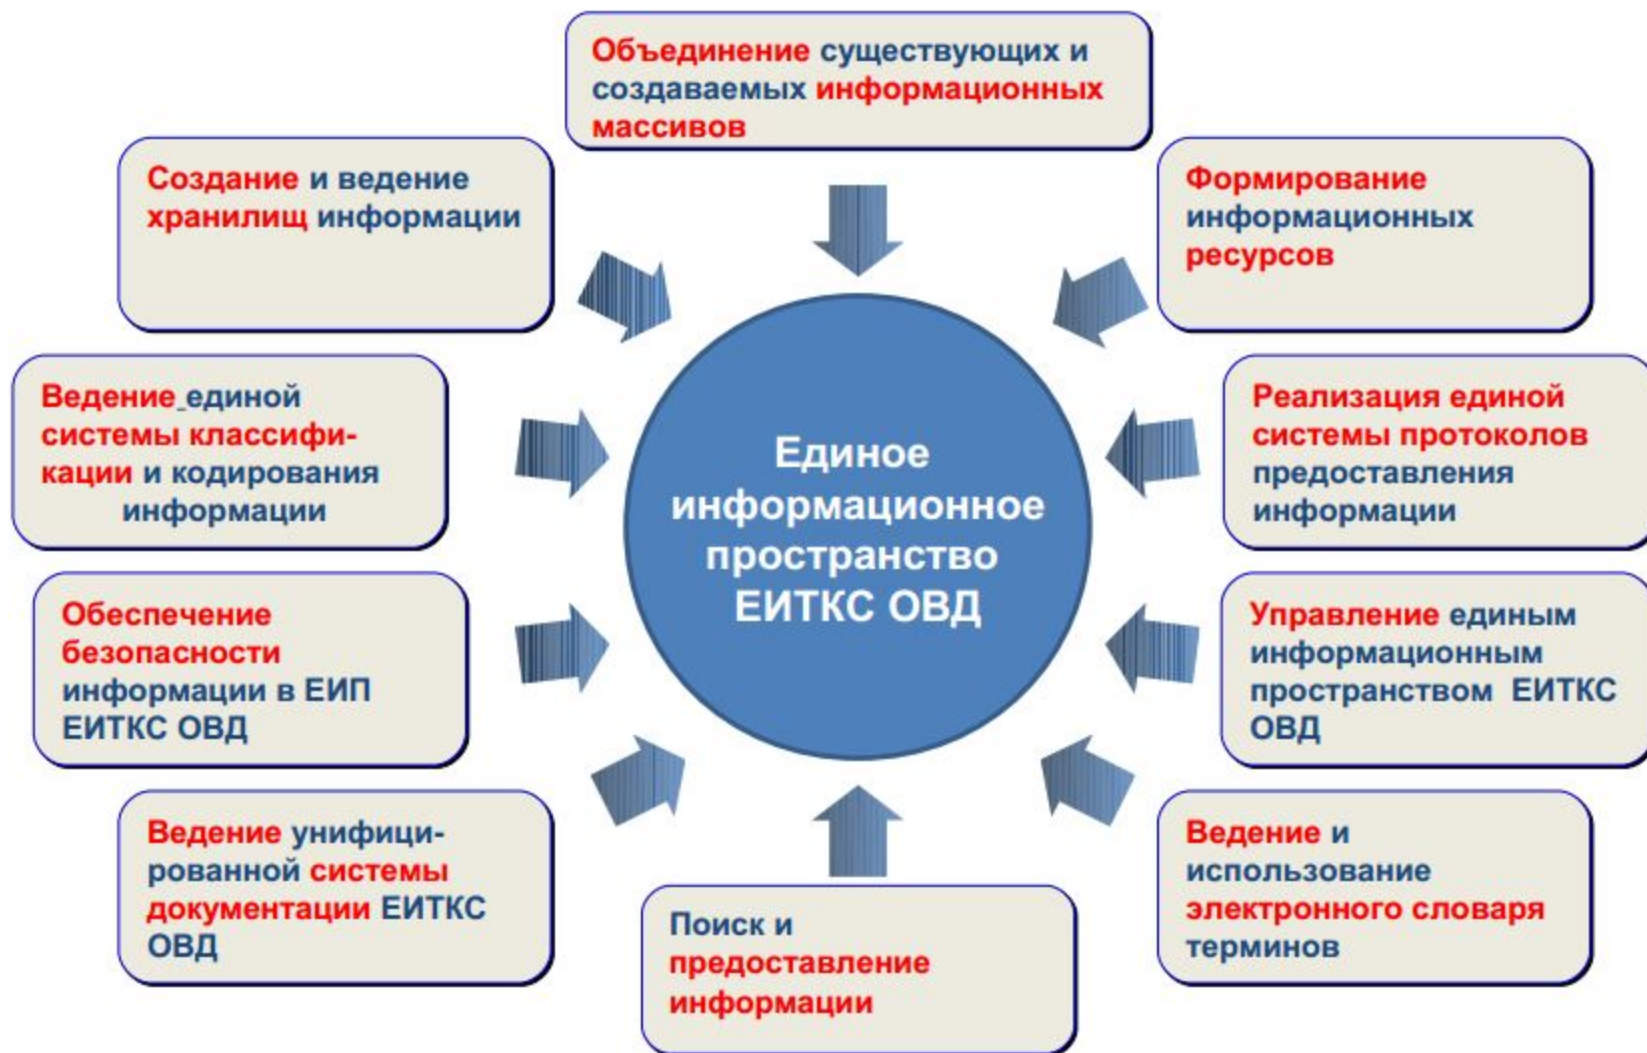 Объединение существующих и
создаваемых информационных
массивов
Создание и ведение
хранилищ информации
Формирование
информационных
ресурсов
Ведение единой
системы классифи-
кации и кодирования
информации
Реализация единой
системы протоколов
предоставления
информации
Единое
информационное
пространство
ЕИТКС ОВД
Обеспечение
безопасности
информации в ЕИП
ЕИТКС ОВД
Управление единым
информационным
пространством ЕИТКС
ОВД
Ведение унифици-
рованной системы
документации ЕИТКС
ОВД
Поиск и
предоставление
информации
Ведение и
использование
электронного словаря
терминов